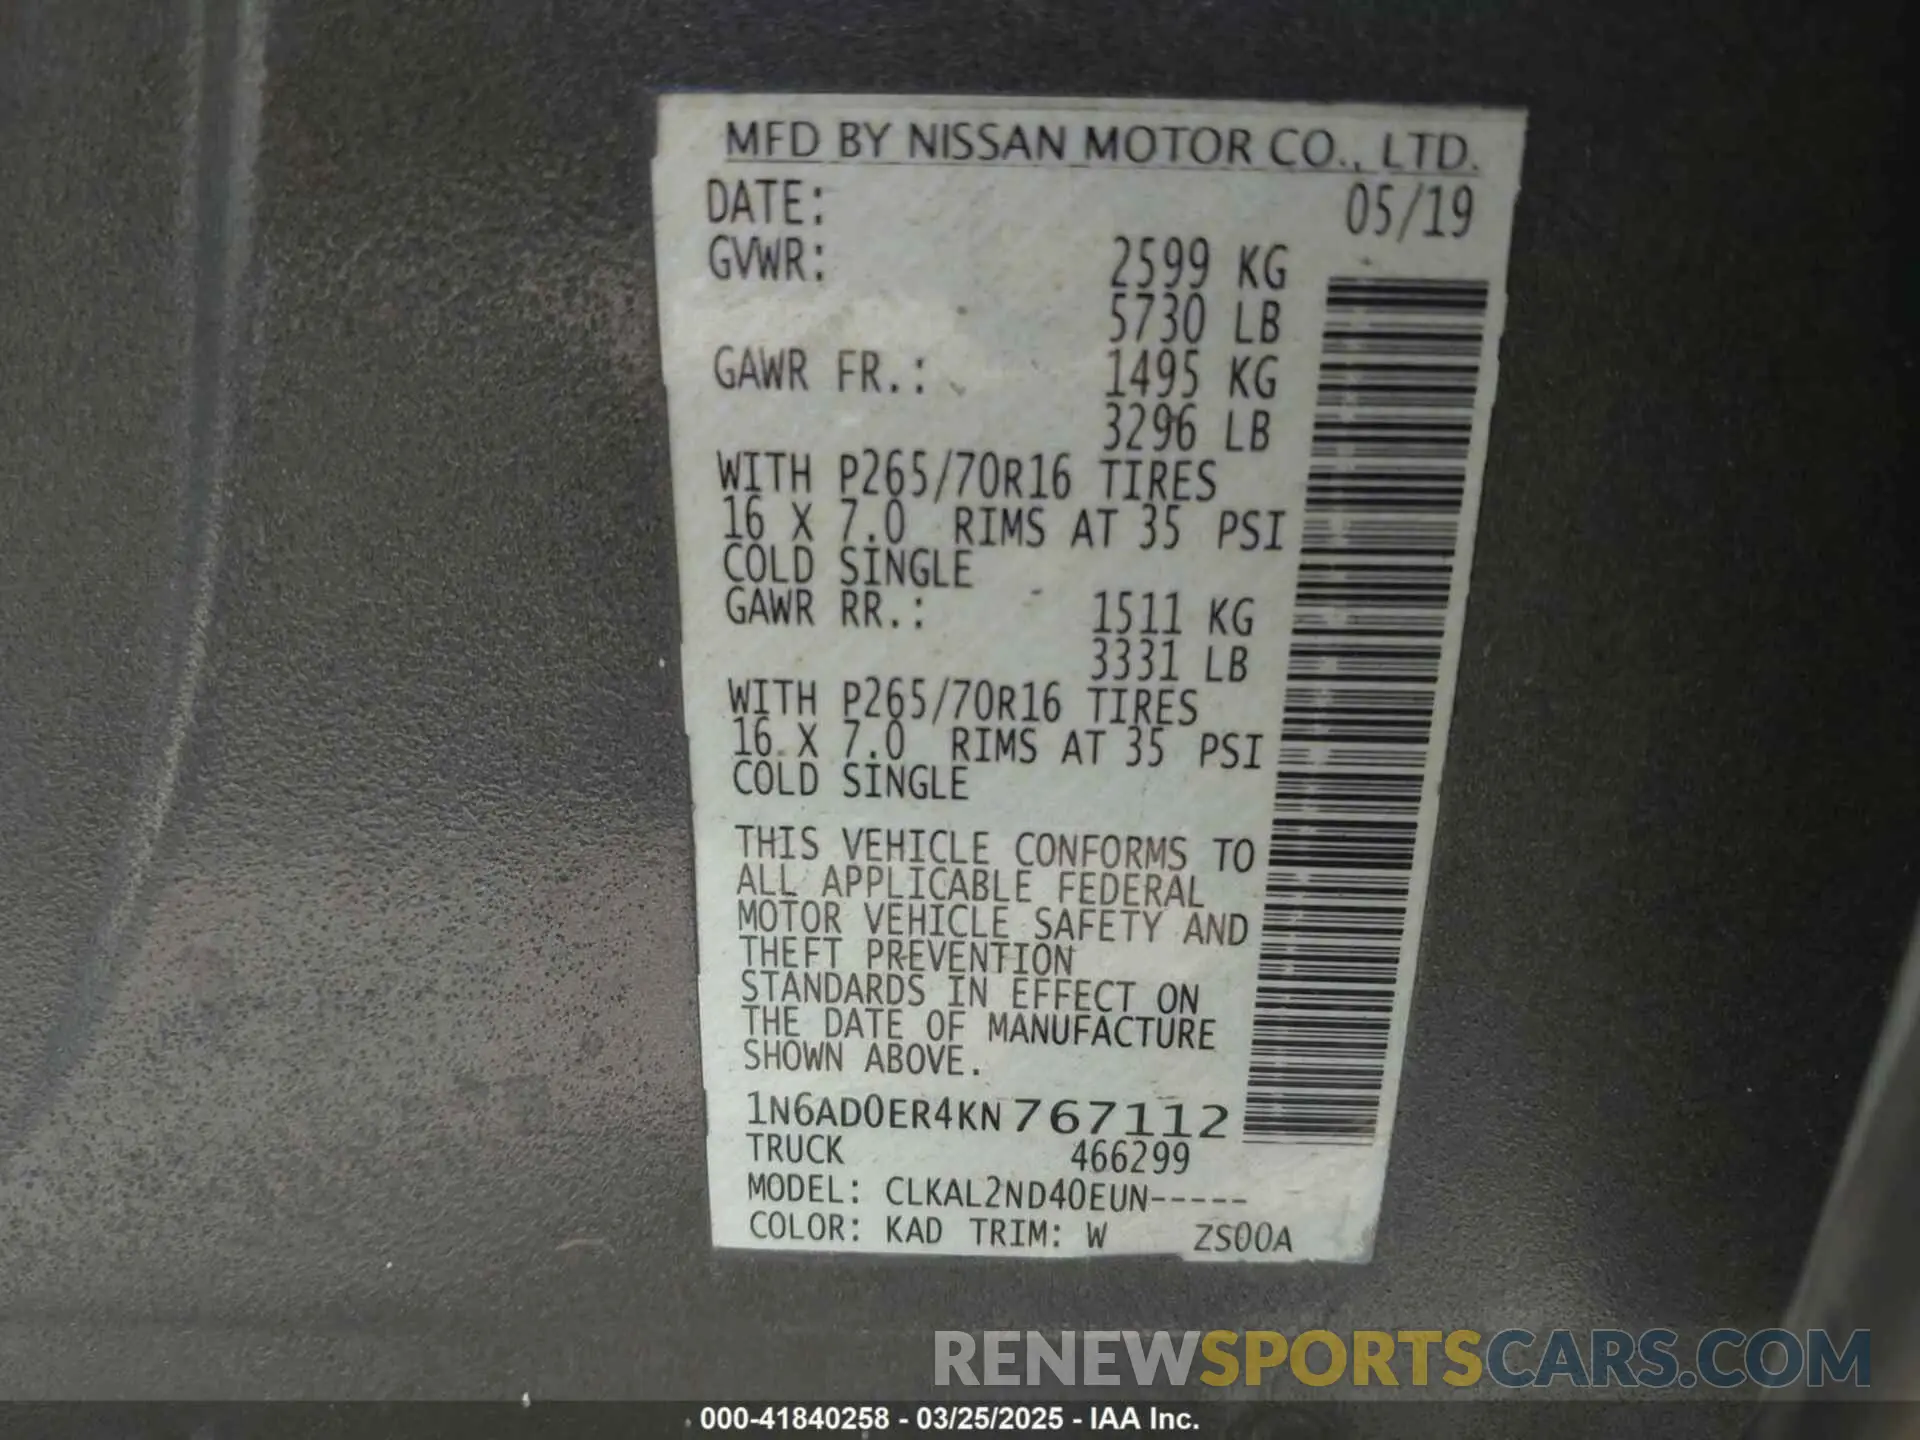 MFD BY NISSAN MOTOR CO., LTD.
DATE: 05/19
GVWR: 2599 KG
5730 LB
GAWR FR.: 1495 KG
3296 LB
WITH P265/70R16 TIRES
16 X 7.0 RIMS AT 35 PSI
COLD SINGLE
GAWR RR.: 1511 KG
3331 LB
WITH P265/70R16 TIRES
16 X 7.0 RIMS AT 35 PSI
COLD SINGLE
THIS VEHICLE CONFORMS TO
ALL APPLICABLE FEDERAL
MOTOR VEHICLE SAFETY AND
THEFT PREVENTION
STANDARDS IN EFFECT ON
THE DATE OF MANUFACTURE
SHOWN ABOVE.
1N6AD0ER4KN767112
TRUCK 466299
MODEL: CLKAL2ND40EUN-----
COLOR: KAD TRIM: W ZS00A
RENEWSPORTSCARS.COM
000-41840258 - 03/25/2025 - IAA Inc.